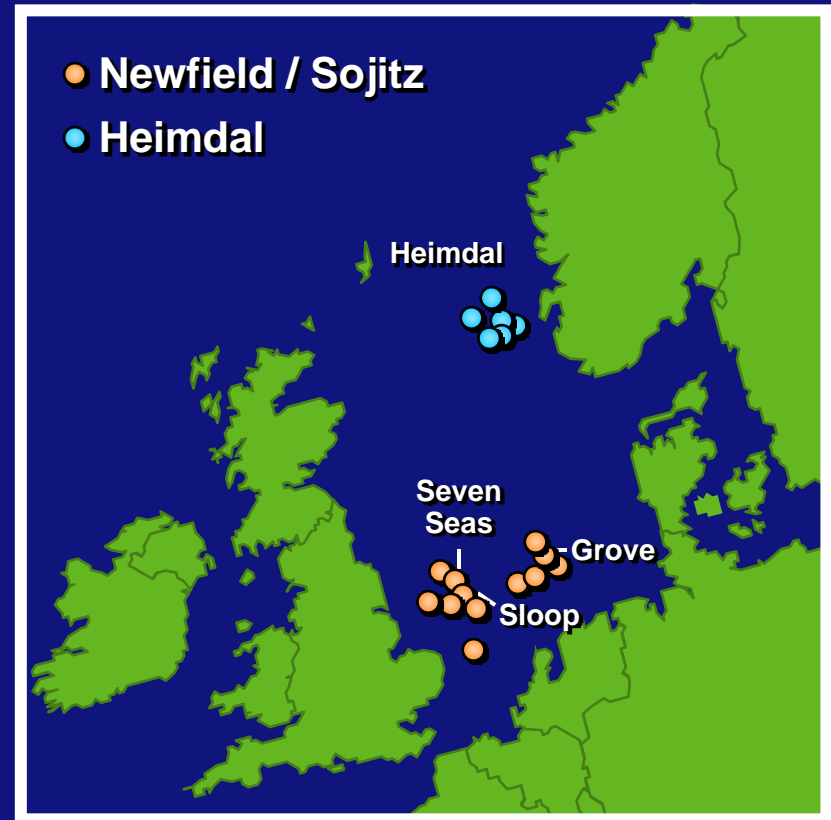 Newfield / Sojitz
Heimdal
Heimdal
Seven
Seas
Grove
Sloop